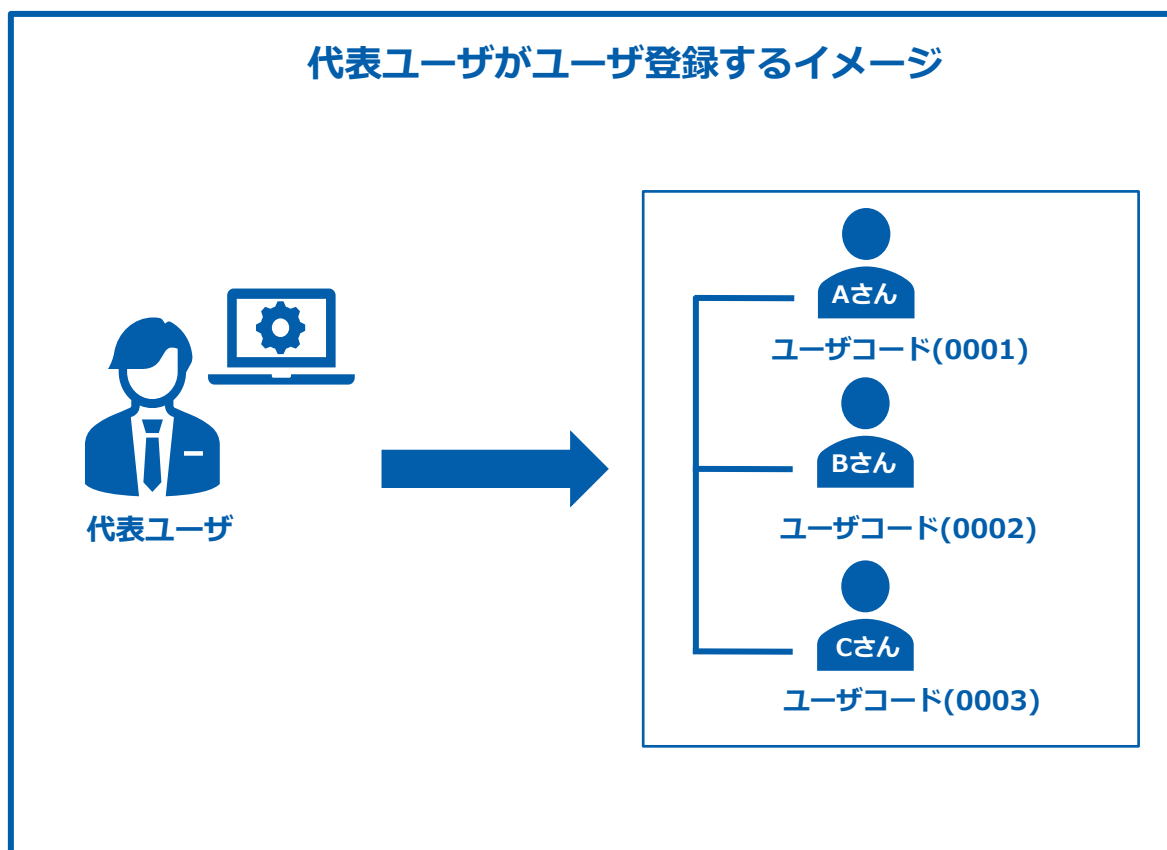 代表ユーザがユーザ登録するイメージ
Aさん
ユーザコード(0001)
Bさん
代表ユーザ
ユーザコード(0002)
Cさん
ユーザコード(0003)